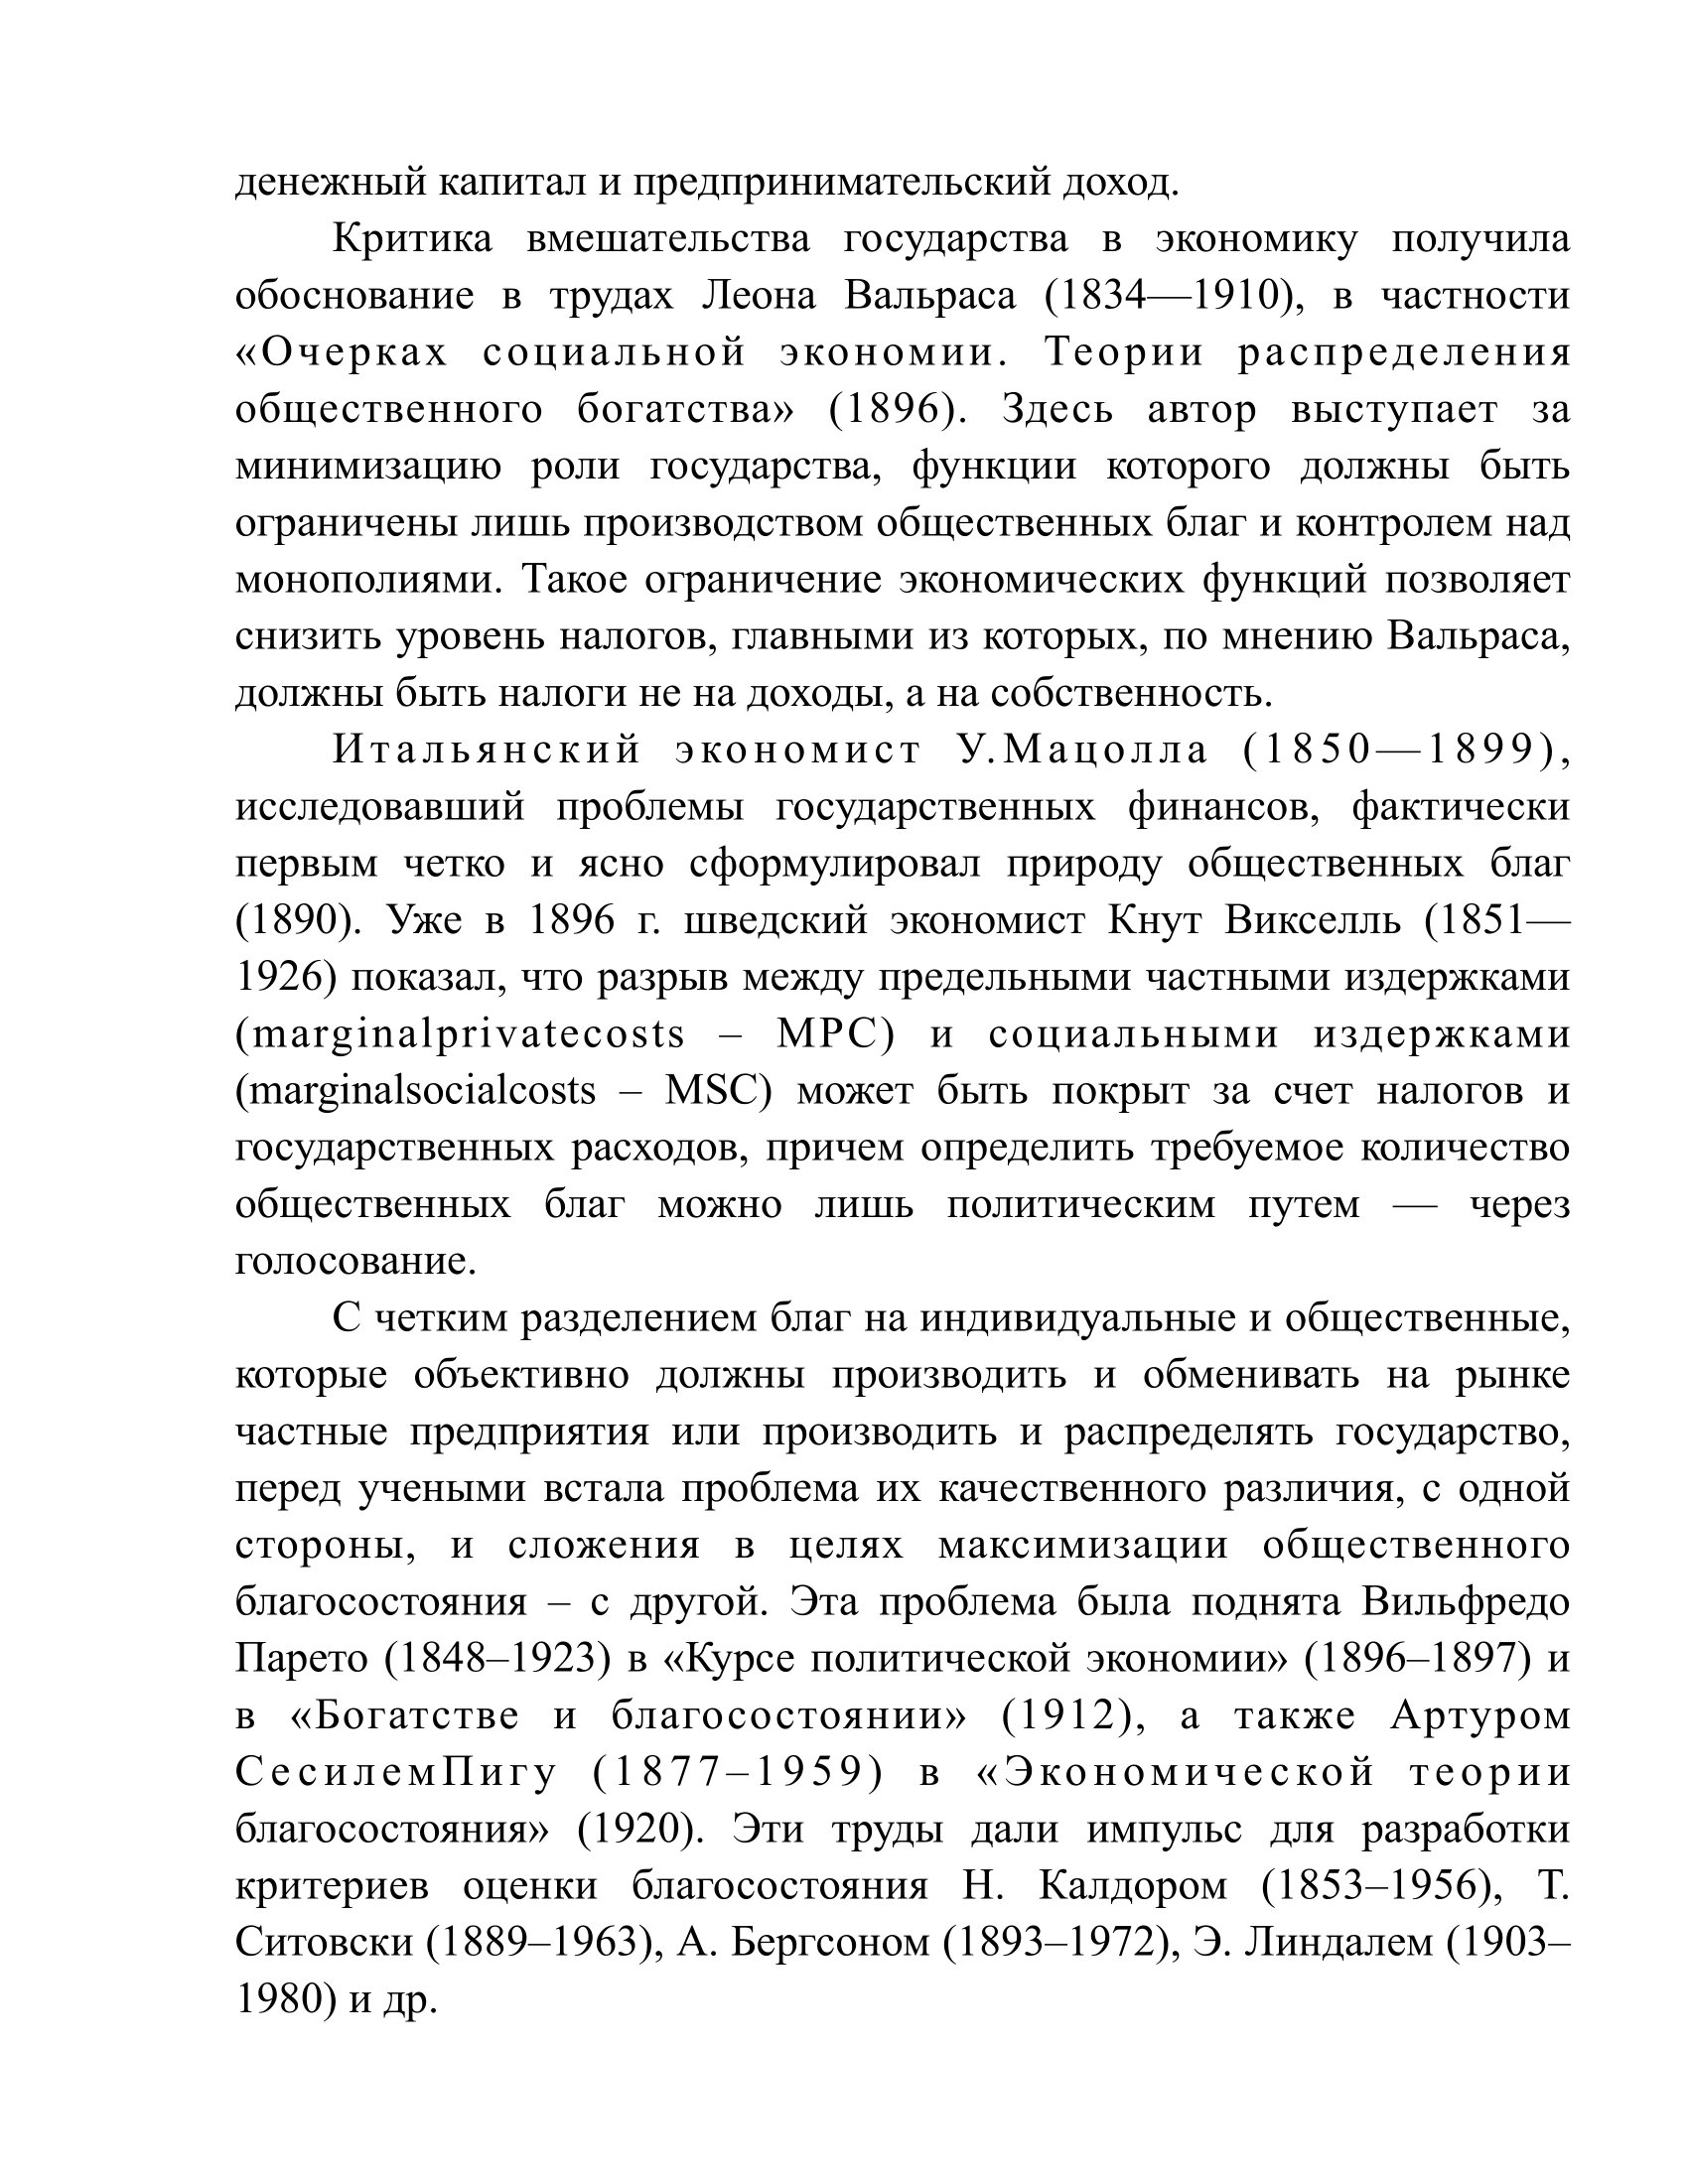 денежный капитал и предпринимательский доход.
Критика вмешательства государства в экономику получила
обоснование в трудах Леона Вальраса (1834—1910), в частности
«Очерках социальной экономии. Теории распределения
общественного богатства» (1896). Здесь автор выступает за
минимизацию роли государства, функции которого должны быть
ограничены лишь производством общественных благ и контролем над
монополиями. Такое ограничение экономических функций позволяет
снизить уровень налогов, главными из которых, по мнению Вальраса,
должны быть налоги не на доходы, а на собственность.
Итальянский экономист У.Мацолла (1850—1899),
исследовавший проблемы государственных финансов, фактически
первым четко и ясно сформулировал природу общественных благ
(1890). Уже в 1896 г. шведский экономист Кнут Викселль (1851—
1926) показал, что разрыв между предельными частными издержками
(marginalprivatecosts – MPC) и социальными издержками
(marginalsocialcosts – MSC) может быть покрыт за счет налогов и
государственных расходов, причем определить требуемое количество
общественных благ можно лишь политическим путем — через
голосование.
С четким разделением благ на индивидуальные и общественные,
которые объективно должны производить и обменивать на рынке
частные предприятия или производить и распределять государство,
перед учеными встала проблема их качественного различия, с одной
стороны, и сложения в целях максимизации общественного
благосостояния – с другой. Эта проблема была поднята Вильфредо
Парето (1848–1923) в «Курсе политической экономии» (1896–1897) и
в «Богатстве и благосостоянии» (1912), а также Артуром
СесилемПигу (1877–1959) в «Экономической теории
благосостояния» (1920). Эти труды дали импульс для разработки
критериев оценки благосостояния Н. Калдором (1853–1956), Т.
Ситовски (1889–1963), А. Бергсоном (1893–1972), Э. Линдалем (1903–
1980) и др.